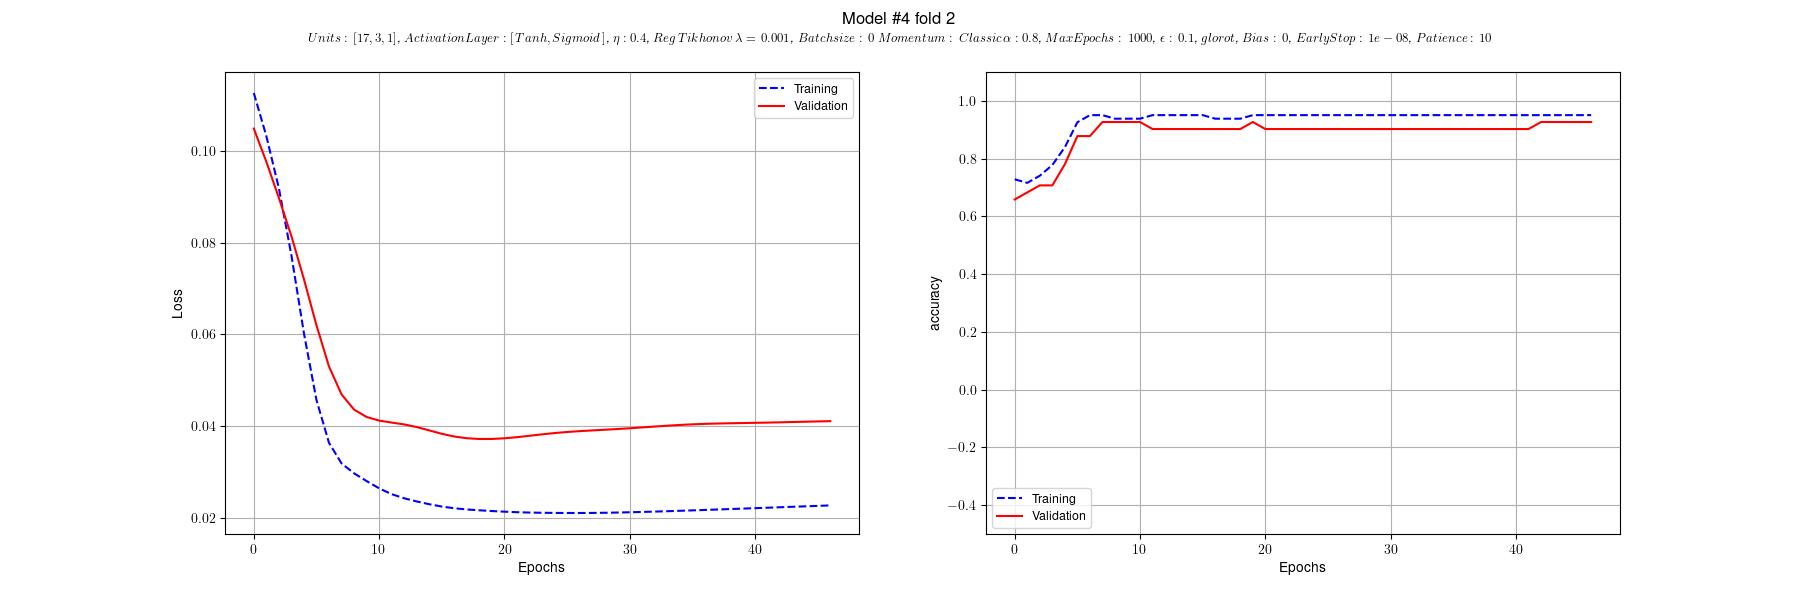 Model #4 fold 2
Units : [17, 3, 1], ActivationLayer : [Tanh, Sigmoid], η : 0.4, Reg Tikhonov λ = 0.001, Batchsize : 0 Momentum : Classic α : 0.8, MaxEpochs : 1000, ϵ : 0.1, glorot, Bias : 0, EarlyStop : 1e − 08, Patience : 10
Training
Validation
0.10
0.08
0.06
0.04
0.02
Loss
0 10 20 30 40
Epochs
1.0
0.8
0.6
0.4
0.2
0.0
−0.2
−0.4
accuracy
Training
Validation
0 10 20 30 40
Epochs